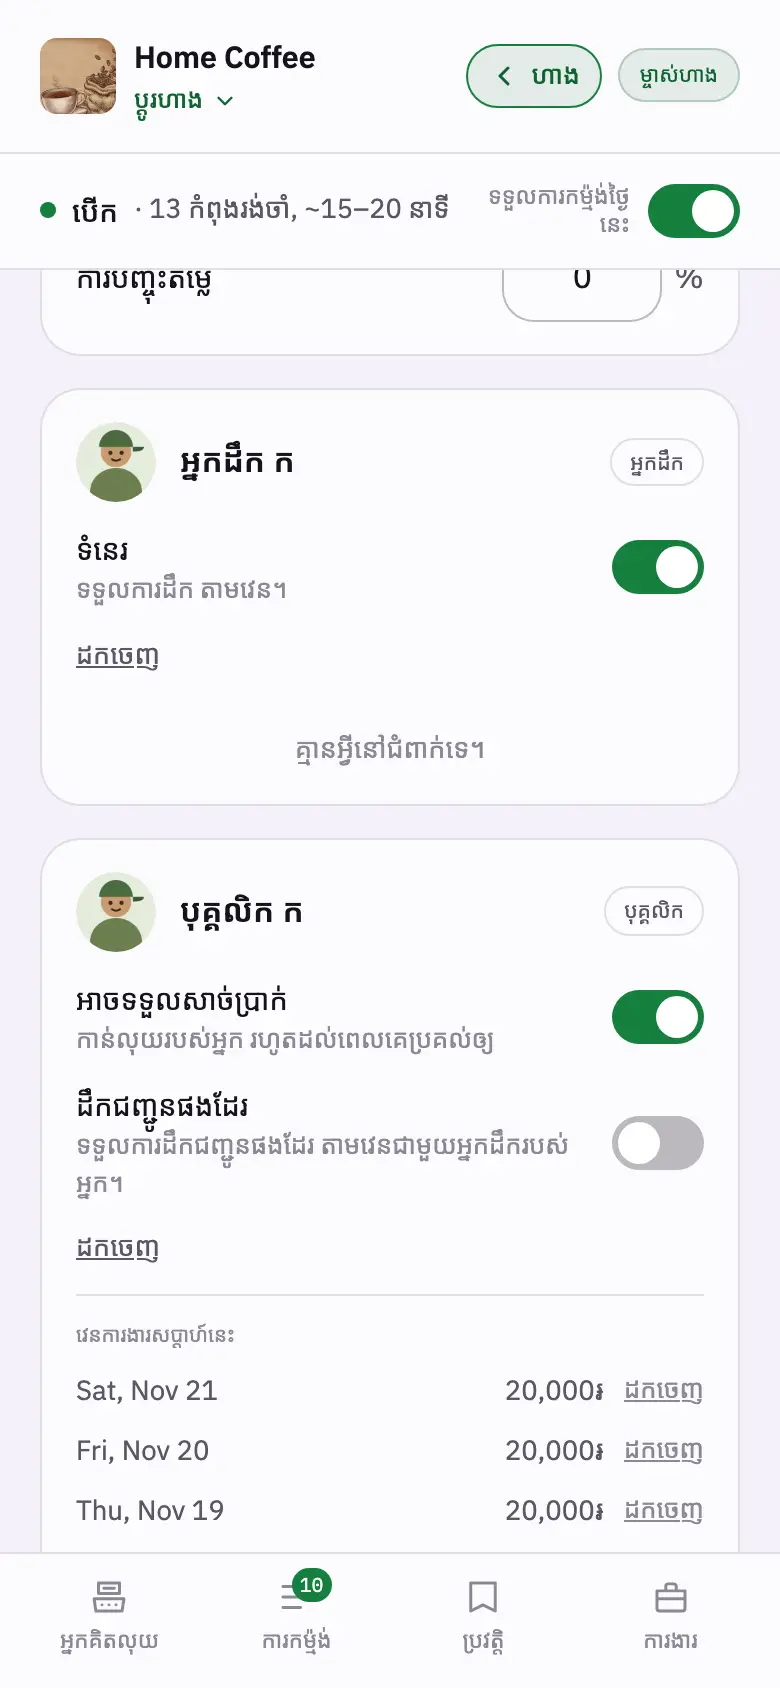 Home Coffee
ប្ដូរហាង
ហាង
ម្ចាស់ហាង
បើក · 13 កំពុងរង់ចាំ, ~15–20 នាទី
ទទួលការកម្ម៉ង់ថ្ងៃ
នេះ
ការបញ្ចុះតម្លៃ 0 %
អ្នកដឹក ក
អ្នកដឹក
ទំនេរ
ទទួលការដឹក តាមវេន។
ដកចេញ
គ្មានអ្វីនៅជំពាក់ទេ។
បុគ្គលិក ក
បុគ្គលិក
អាចទទួលសាច់ប្រាក់
កាន់លុយរបស់អ្នក រហូតដល់ពេលគេប្រគល់ឲ្យ
ដឹកជញ្ជូនផងដែរ
ទទួលការដឹកជញ្ជូនផងដែរ តាមវេនជាមួយអ្នកដឹករបស់
អ្នក។
ដកចេញ
វេនការងារសប្ដាហ៍នេះ
Sat, Nov 21 20,000៛ ដកចេញ
Fri, Nov 20 20,000៛ ដកចេញ
Thu, Nov 19 20,000៛ ដកចេញ
10
អ្នកគិតលុយ
ការកម្ម៉ង់
ប្រវត្តិ
ការងារ